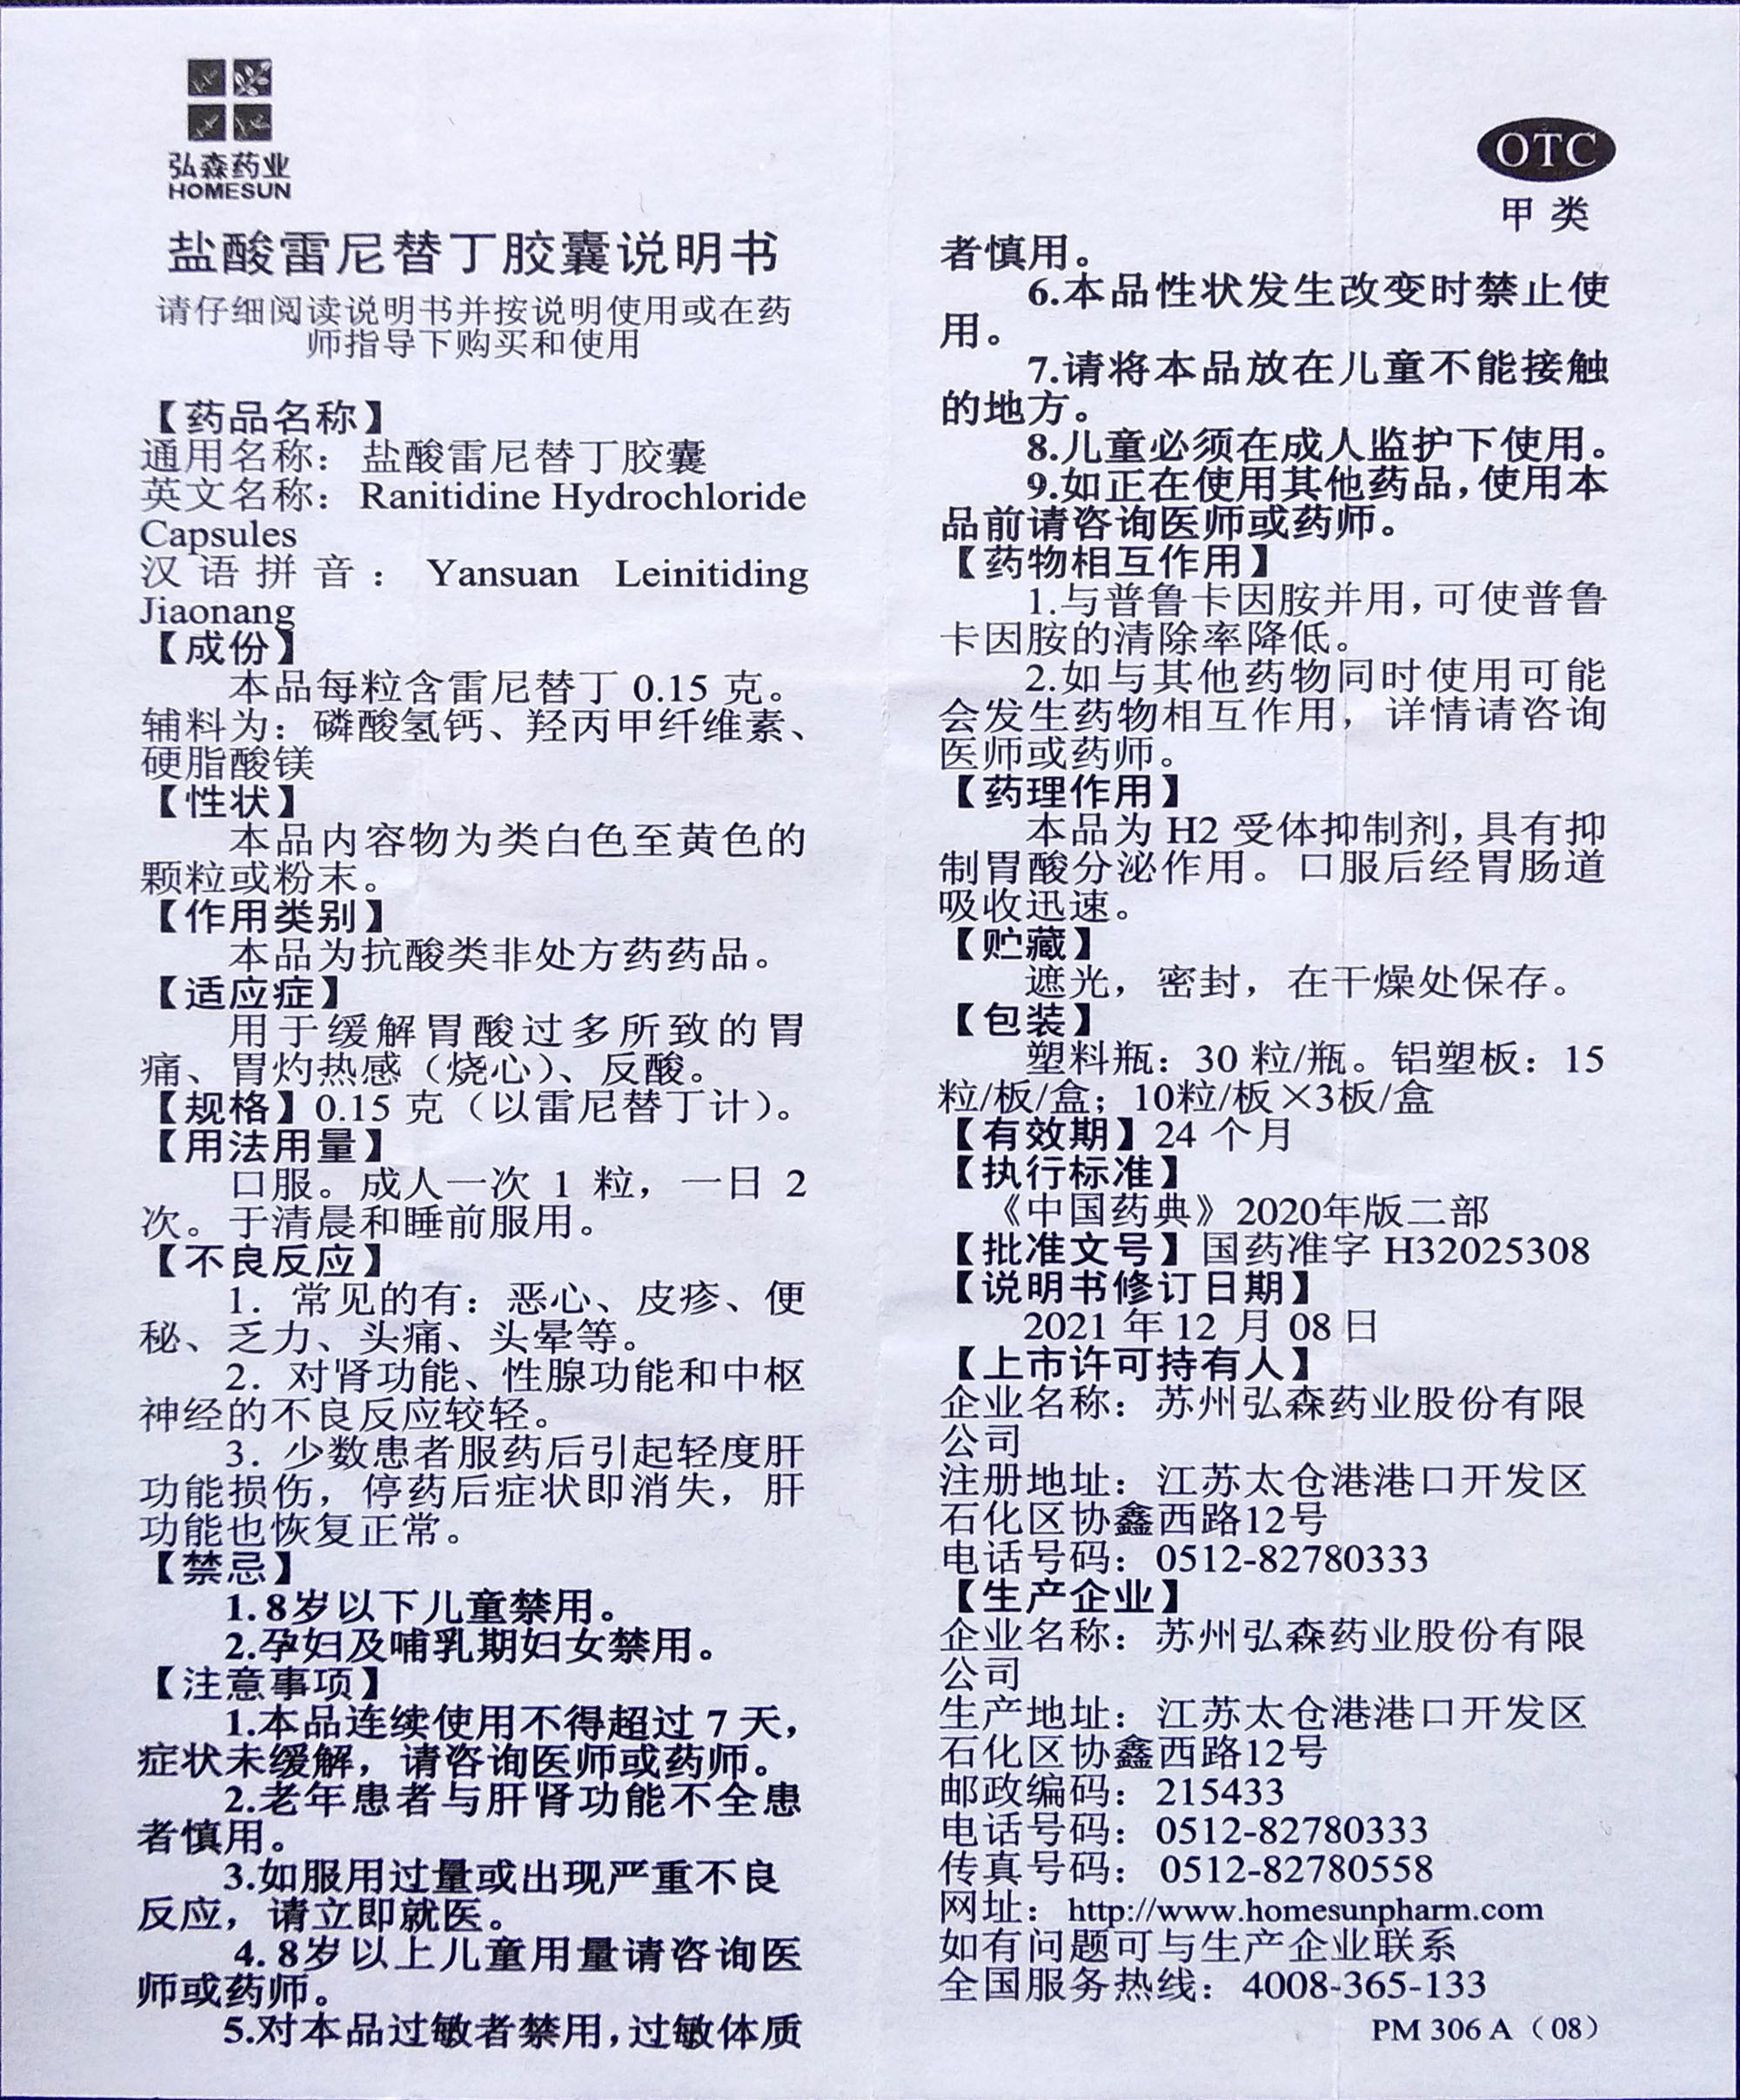 弘森药业
HOMESUN
盐酸雷尼替丁胶囊说明书
请仔细阅读说明书并按说明使用或在药
师指导下购买和使用
【药品名称】
通用名称：盐酸雷尼替丁胶囊
英文名称：Ranitidine Hydrochloride
Capsules
汉语拼音：Yansuan Leinitiding
Jiaonang
【成份】
本品每粒含雷尼替丁 0.15 克。
辅料为：磷酸氢钙、羟丙甲纤维素、
硬脂酸镁
【性状】
本品内容物为类白色至黄色的
颗粒或粉末。
【作用类别】
本品为抗酸类非处方药药品。
【适应症】
用于缓解胃酸过多所致的胃
痛、胃灼热感（烧心）、反酸。
【规格】0.15 克（以雷尼替丁计）。
【用法用量】
口服。成人一次 1 粒，一日 2
次。于清晨和睡前服用。
【不良反应】
1．常见的有：恶心、皮疹、便
秘、乏力、头痛、头晕等。
2．对肾功能、性腺功能和中枢
神经的不良反应较轻。
3．少数患者服药后引起轻度肝
功能损伤，停药后症状即消失，肝
功能也恢复正常。
【禁忌】
1.8岁以下儿童禁用。
2.孕妇及哺乳期妇女禁用。
【注意事项】
1.本品连续使用不得超过 7 天，
症状未缓解，请咨询医师或药师。
2.老年患者与肝肾功能不全患
者慎用。
3.如服用过量或出现严重不良
反应，请立即就医。
4.8岁以上儿童用量请咨询医
师或药师。
5.对本品过敏者禁用，过敏体质
OTC
甲类
者慎用。
6.本品性状发生改变时禁止使
用。
7.请将本品放在儿童不能接触
的地方。
8.儿童必须在成人监护下使用。
9.如正在使用其他药品，使用本
品前请咨询医师或药师。
【药物相互作用】
1.与普鲁卡因胺并用，可使普鲁
卡因胺的清除率降低。
2.如与其他药物同时使用可能
会发生药物相互作用，详情请咨询
医师或药师。
【药理作用】
本品为 H2 受体抑制剂，具有抑
制胃酸分泌作用。口服后经胃肠道
吸收迅速。
【贮藏】
遮光，密封，在干燥处保存。
【包装】
塑料瓶：30 粒/瓶。铝塑板：15
粒/板/盒；10粒/板×3板/盒
【有效期】24 个月
【执行标准】
《中国药典》2020年版二部
【批准文号】国药准字 H32025308
【说明书修订日期】
2021 年 12 月 08 日
【上市许可持有人】
企业名称：苏州弘森药业股份有限
公司
注册地址：江苏太仓港港口开发区
石化区协鑫西路12号
电话号码：0512-82780333
【生产企业】
企业名称：苏州弘森药业股份有限
公司
生产地址：江苏太仓港港口开发区
石化区协鑫西路12号
邮政编码：215433
电话号码：0512-82780333
传真号码：0512-82780558
网址：http://www.homesunpharm.com
如有问题可与生产企业联系
全国服务热线：4008-365-133
PM 306 A（08）